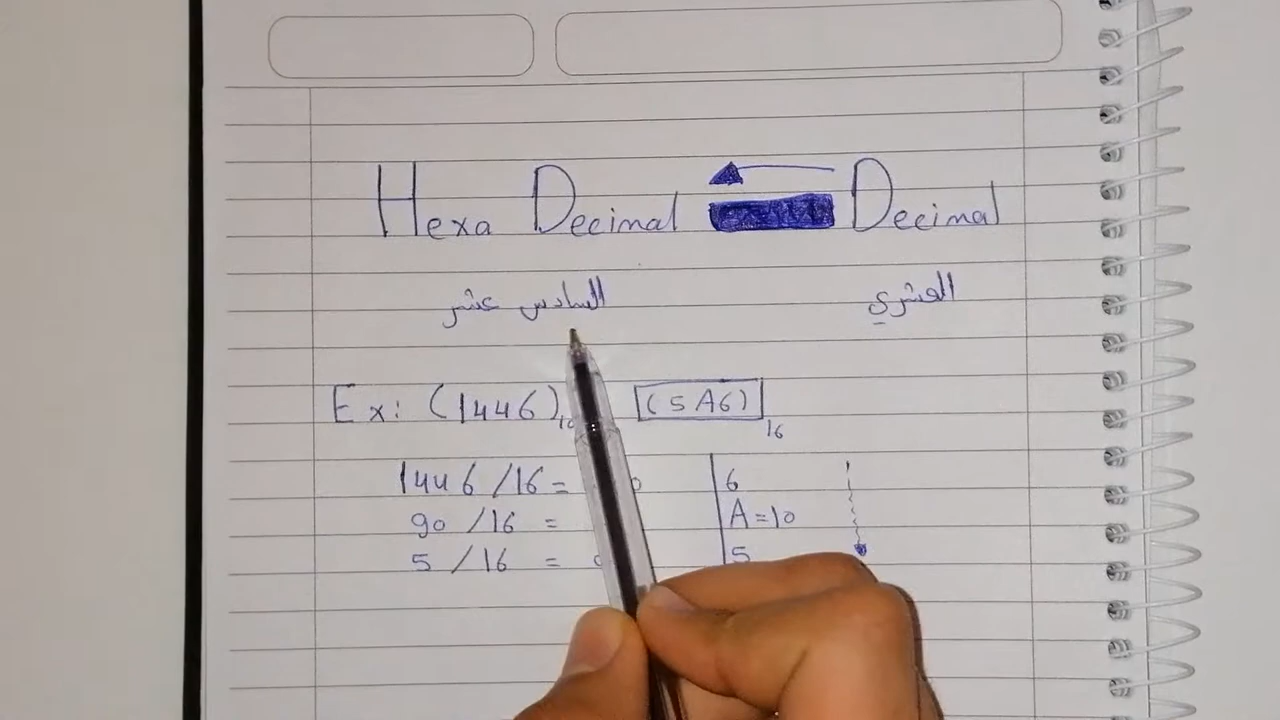 Hexa Decimal Decimal
السادس عشر العشري
Ex: (1446)10 (5A6)16
1446 /16 = 6
90 /16 = A=10
5 /16 = 5